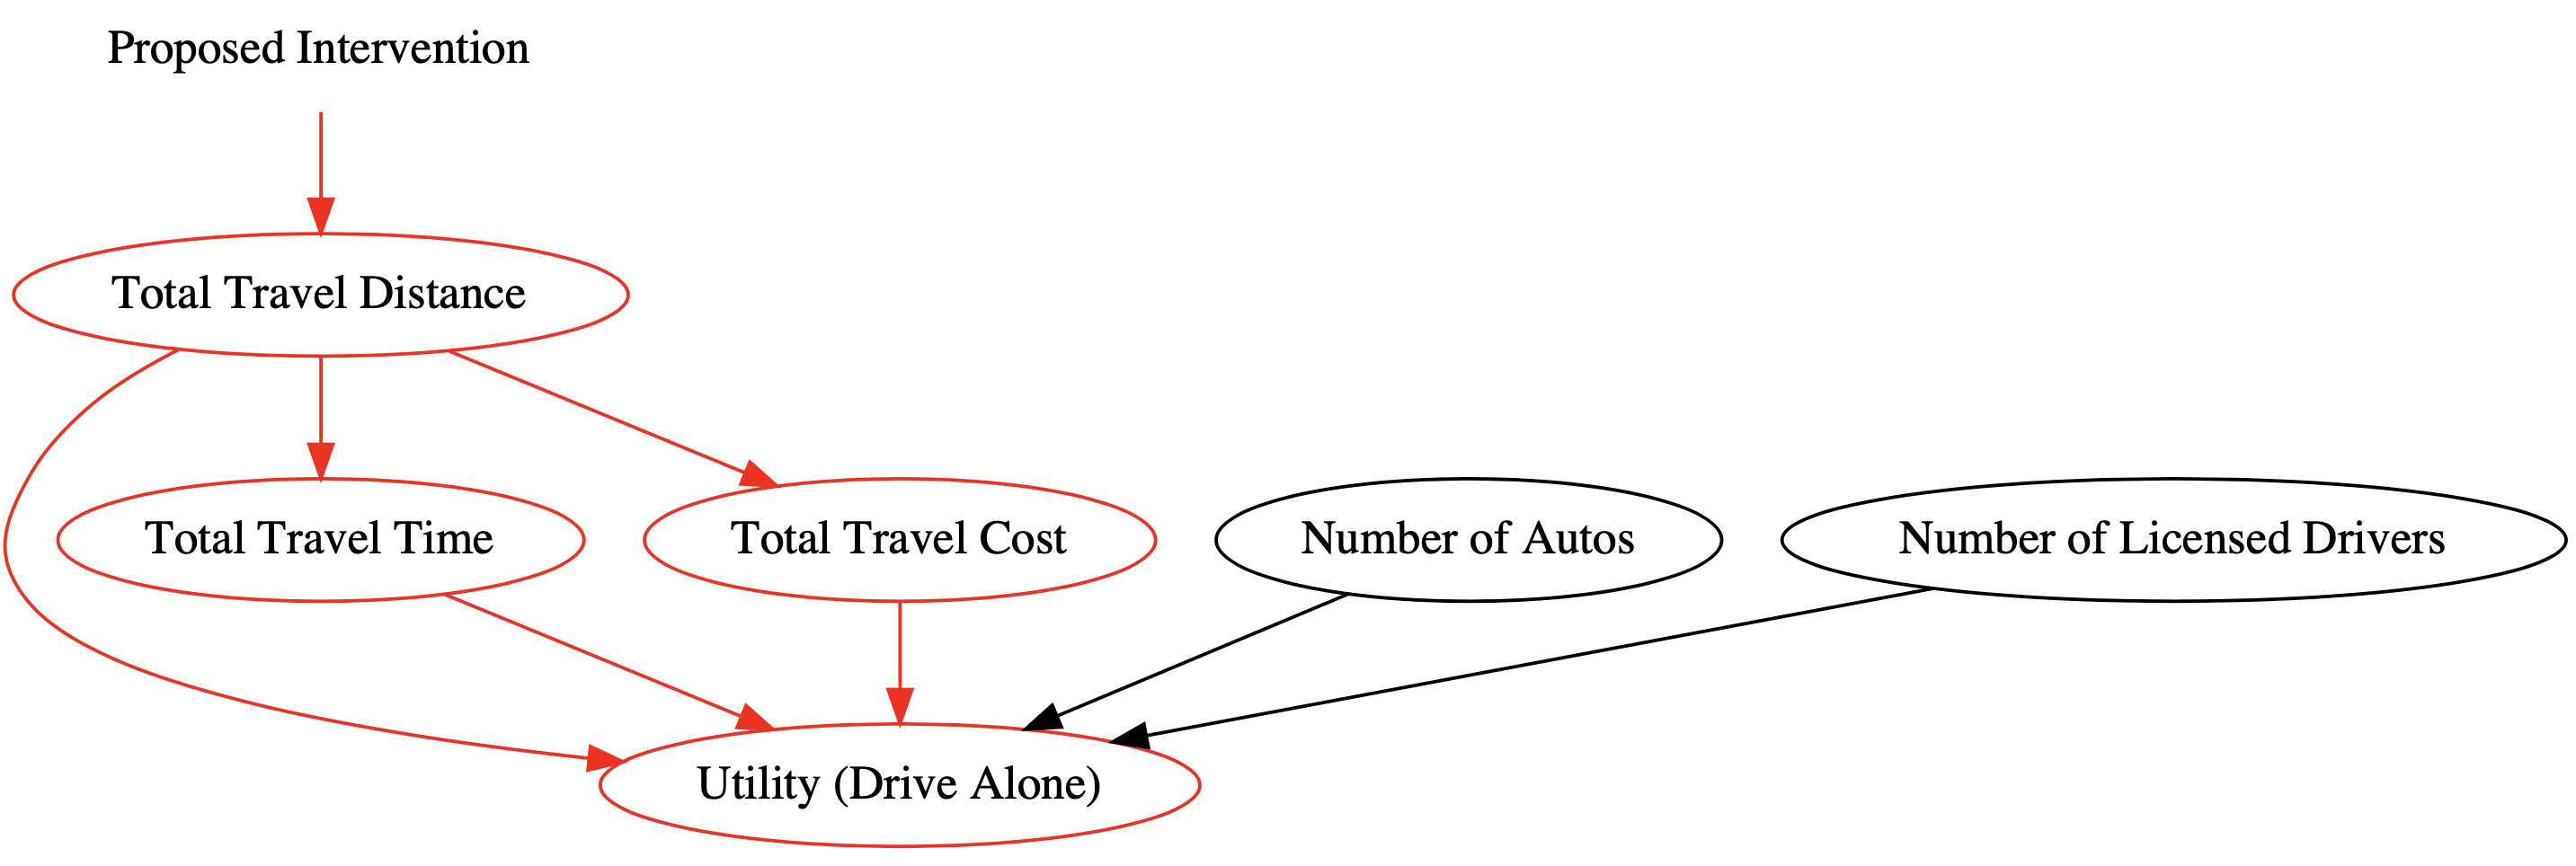 Proposed Intervention
Total Travel Distance
Total Travel Time
Total Travel Cost
Number of Autos
Number of Licensed Drivers
Utility (Drive Alone)